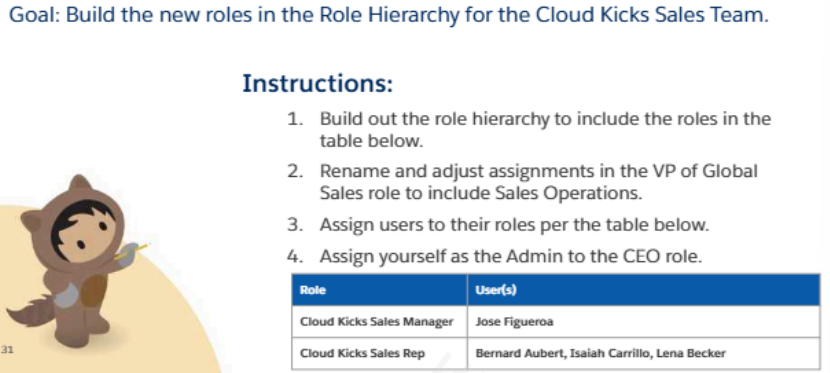 Goal: Build the new roles in the Role Hierarchy for the Cloud Kicks Sales Team.
Instructions:
1. Build out the role hierarchy to include the roles in the
table below.
2. Rename and adjust assignments in the VP of Global
Sales role to include Sales Operations.
3. Assign users to their roles per the table below.
4. Assign yourself as the Admin to the CEO role.
Role User(s)
Cloud Kicks Sales Manager Jose Figueroa
Cloud Kicks Sales Rep Bernard Aubert, Isaiah Carrillo, Lena Becker
31